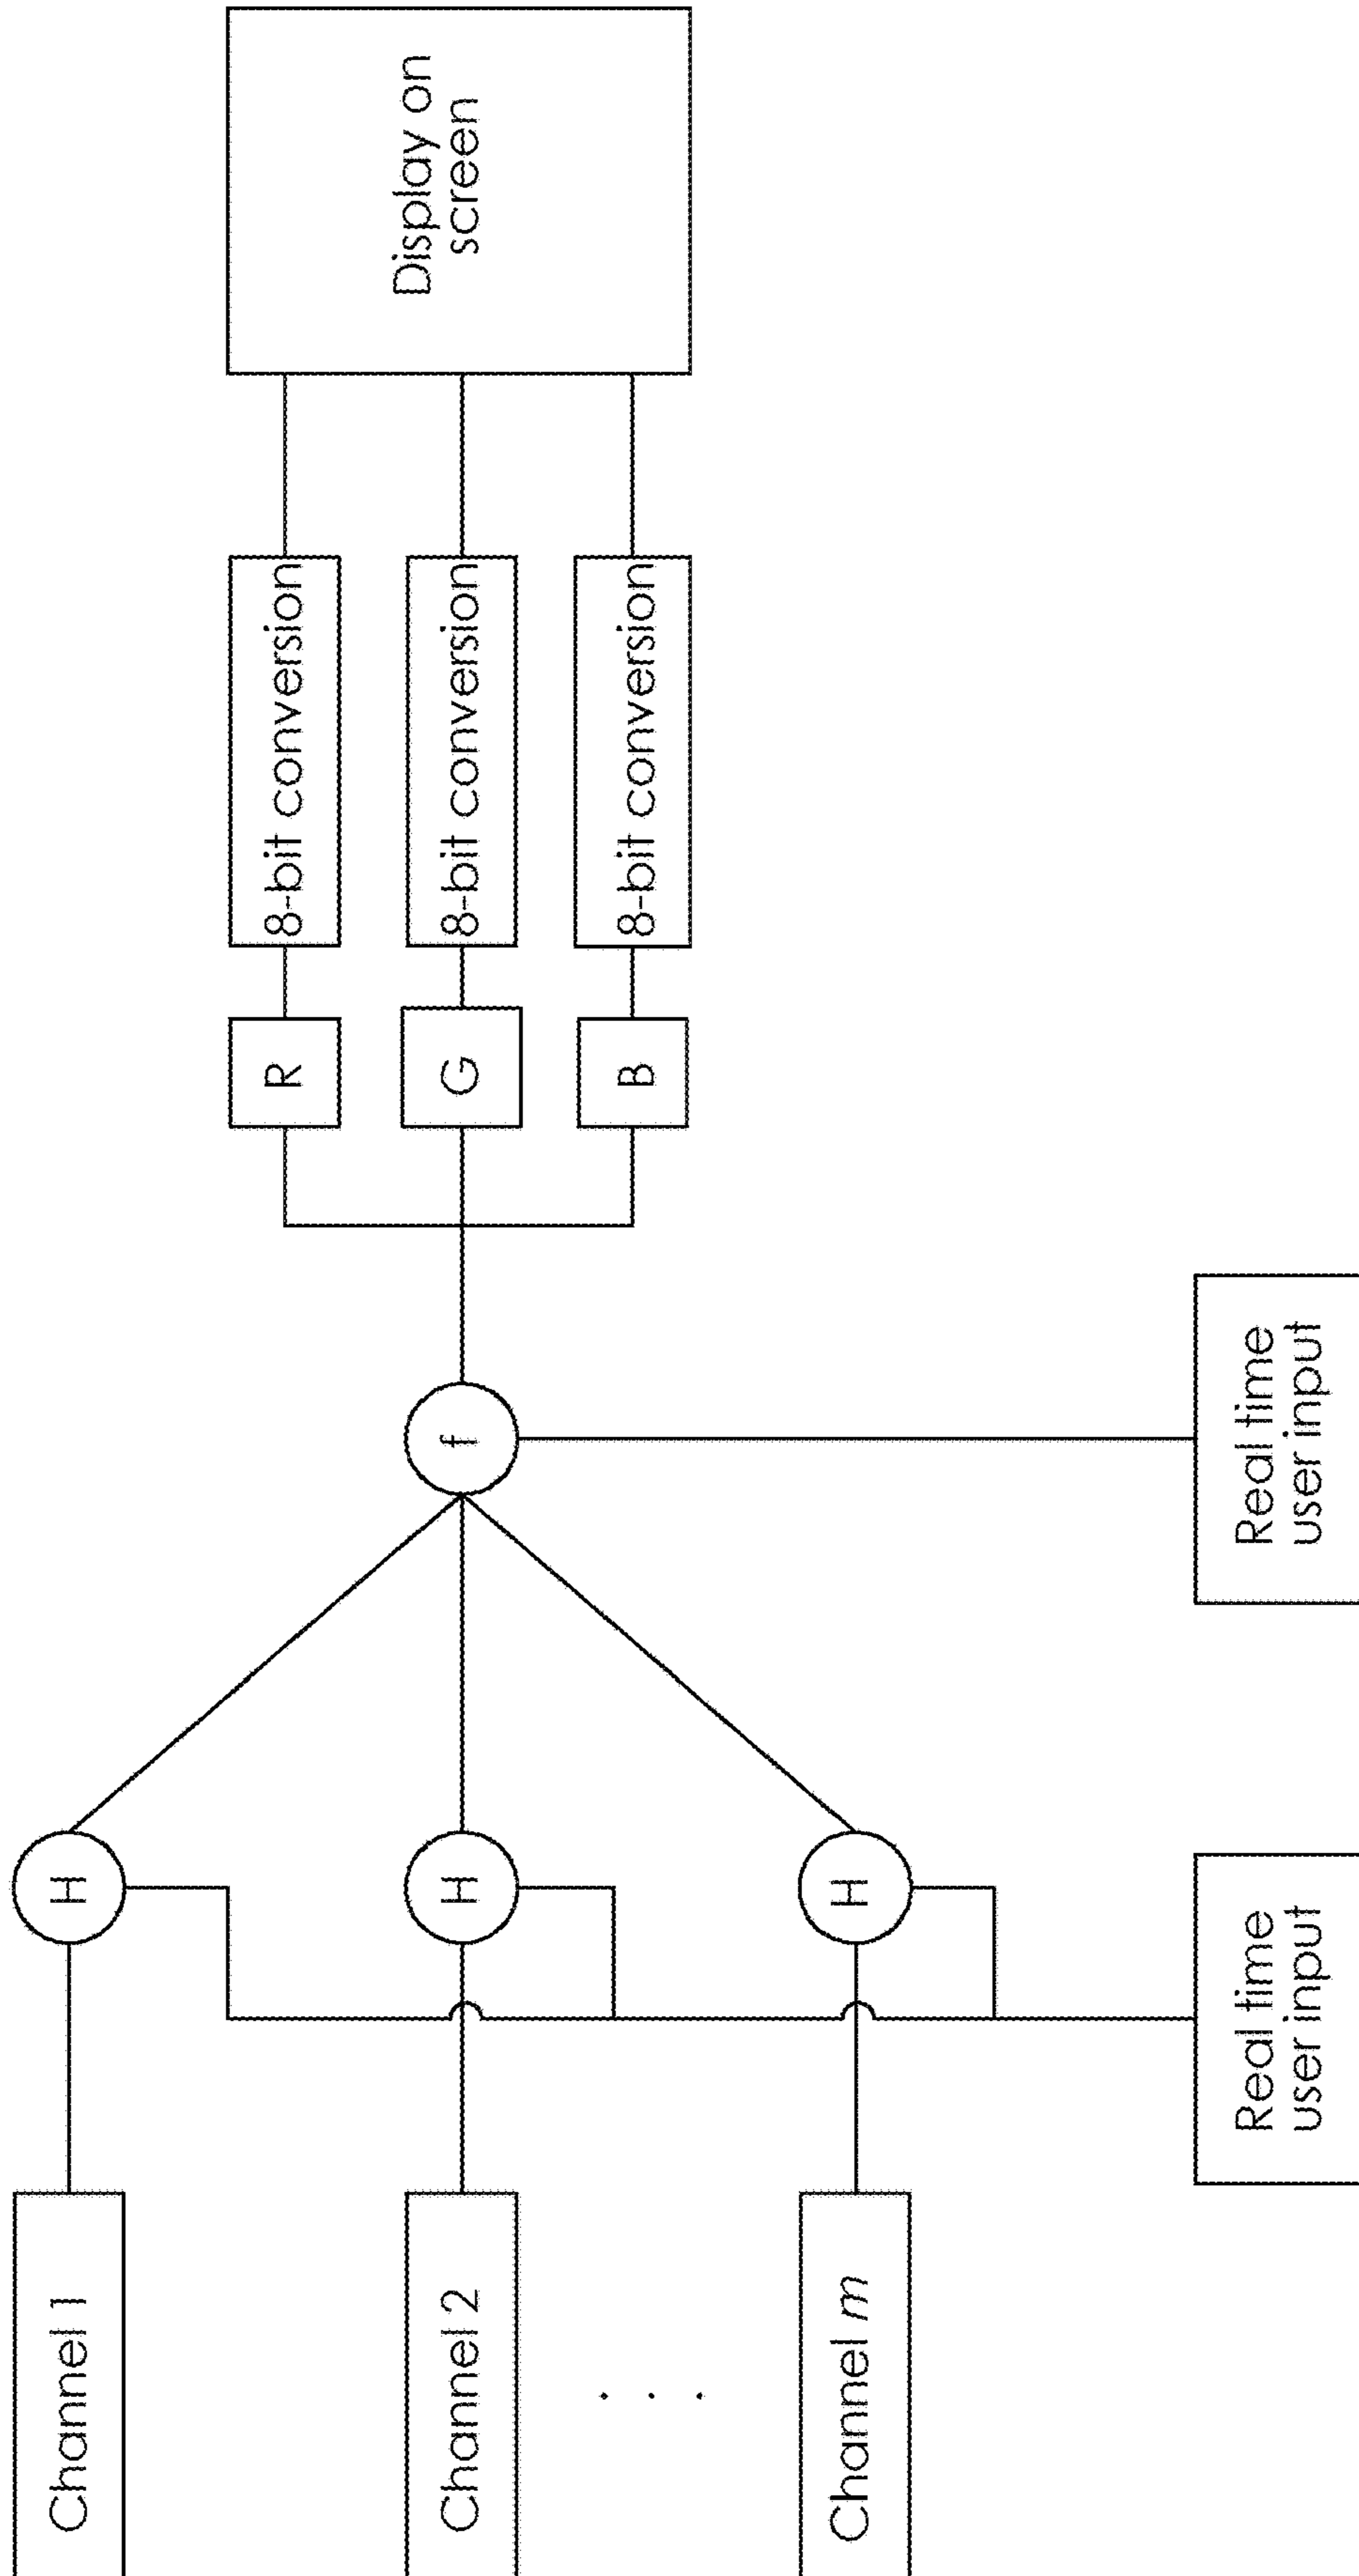 Channel 1
H
Channel 2
H
. . .
Channel m
H
Real time
user input
f
Real time
user input
R
8-bit conversion
G
8-bit conversion
B
8-bit conversion
Display on
screen